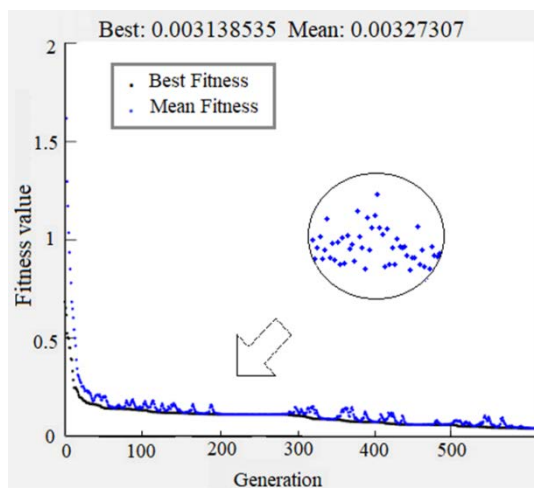 Best: 0.003138535 Mean: 0.00327307
2
Best Fitness
Mean Fitness
1.5
1
Fitness value
0.5
0
0 100 200 300 400 500
Generation